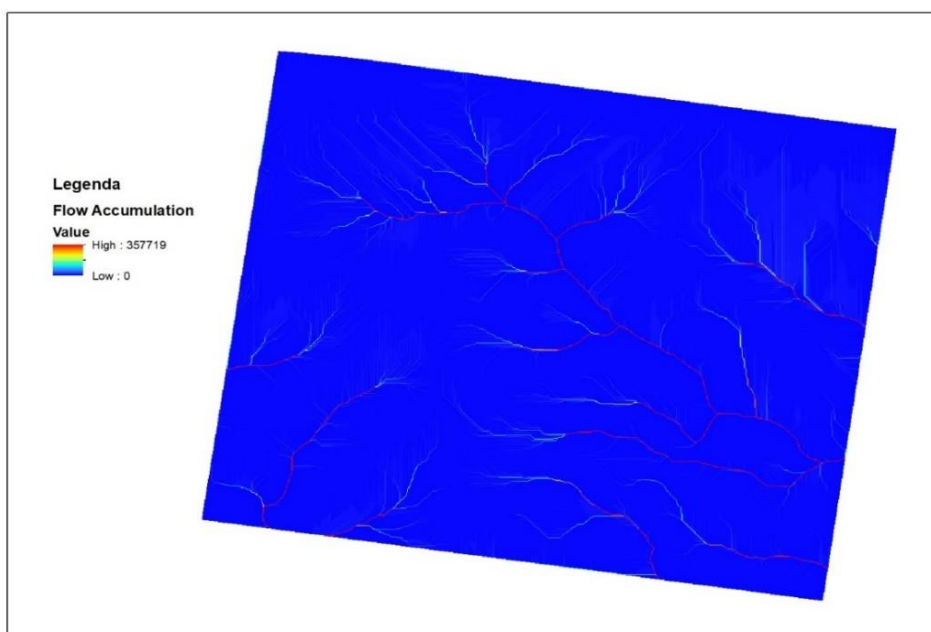 Legenda
Flow Accumulation
Value
High : 357719
Low : 0